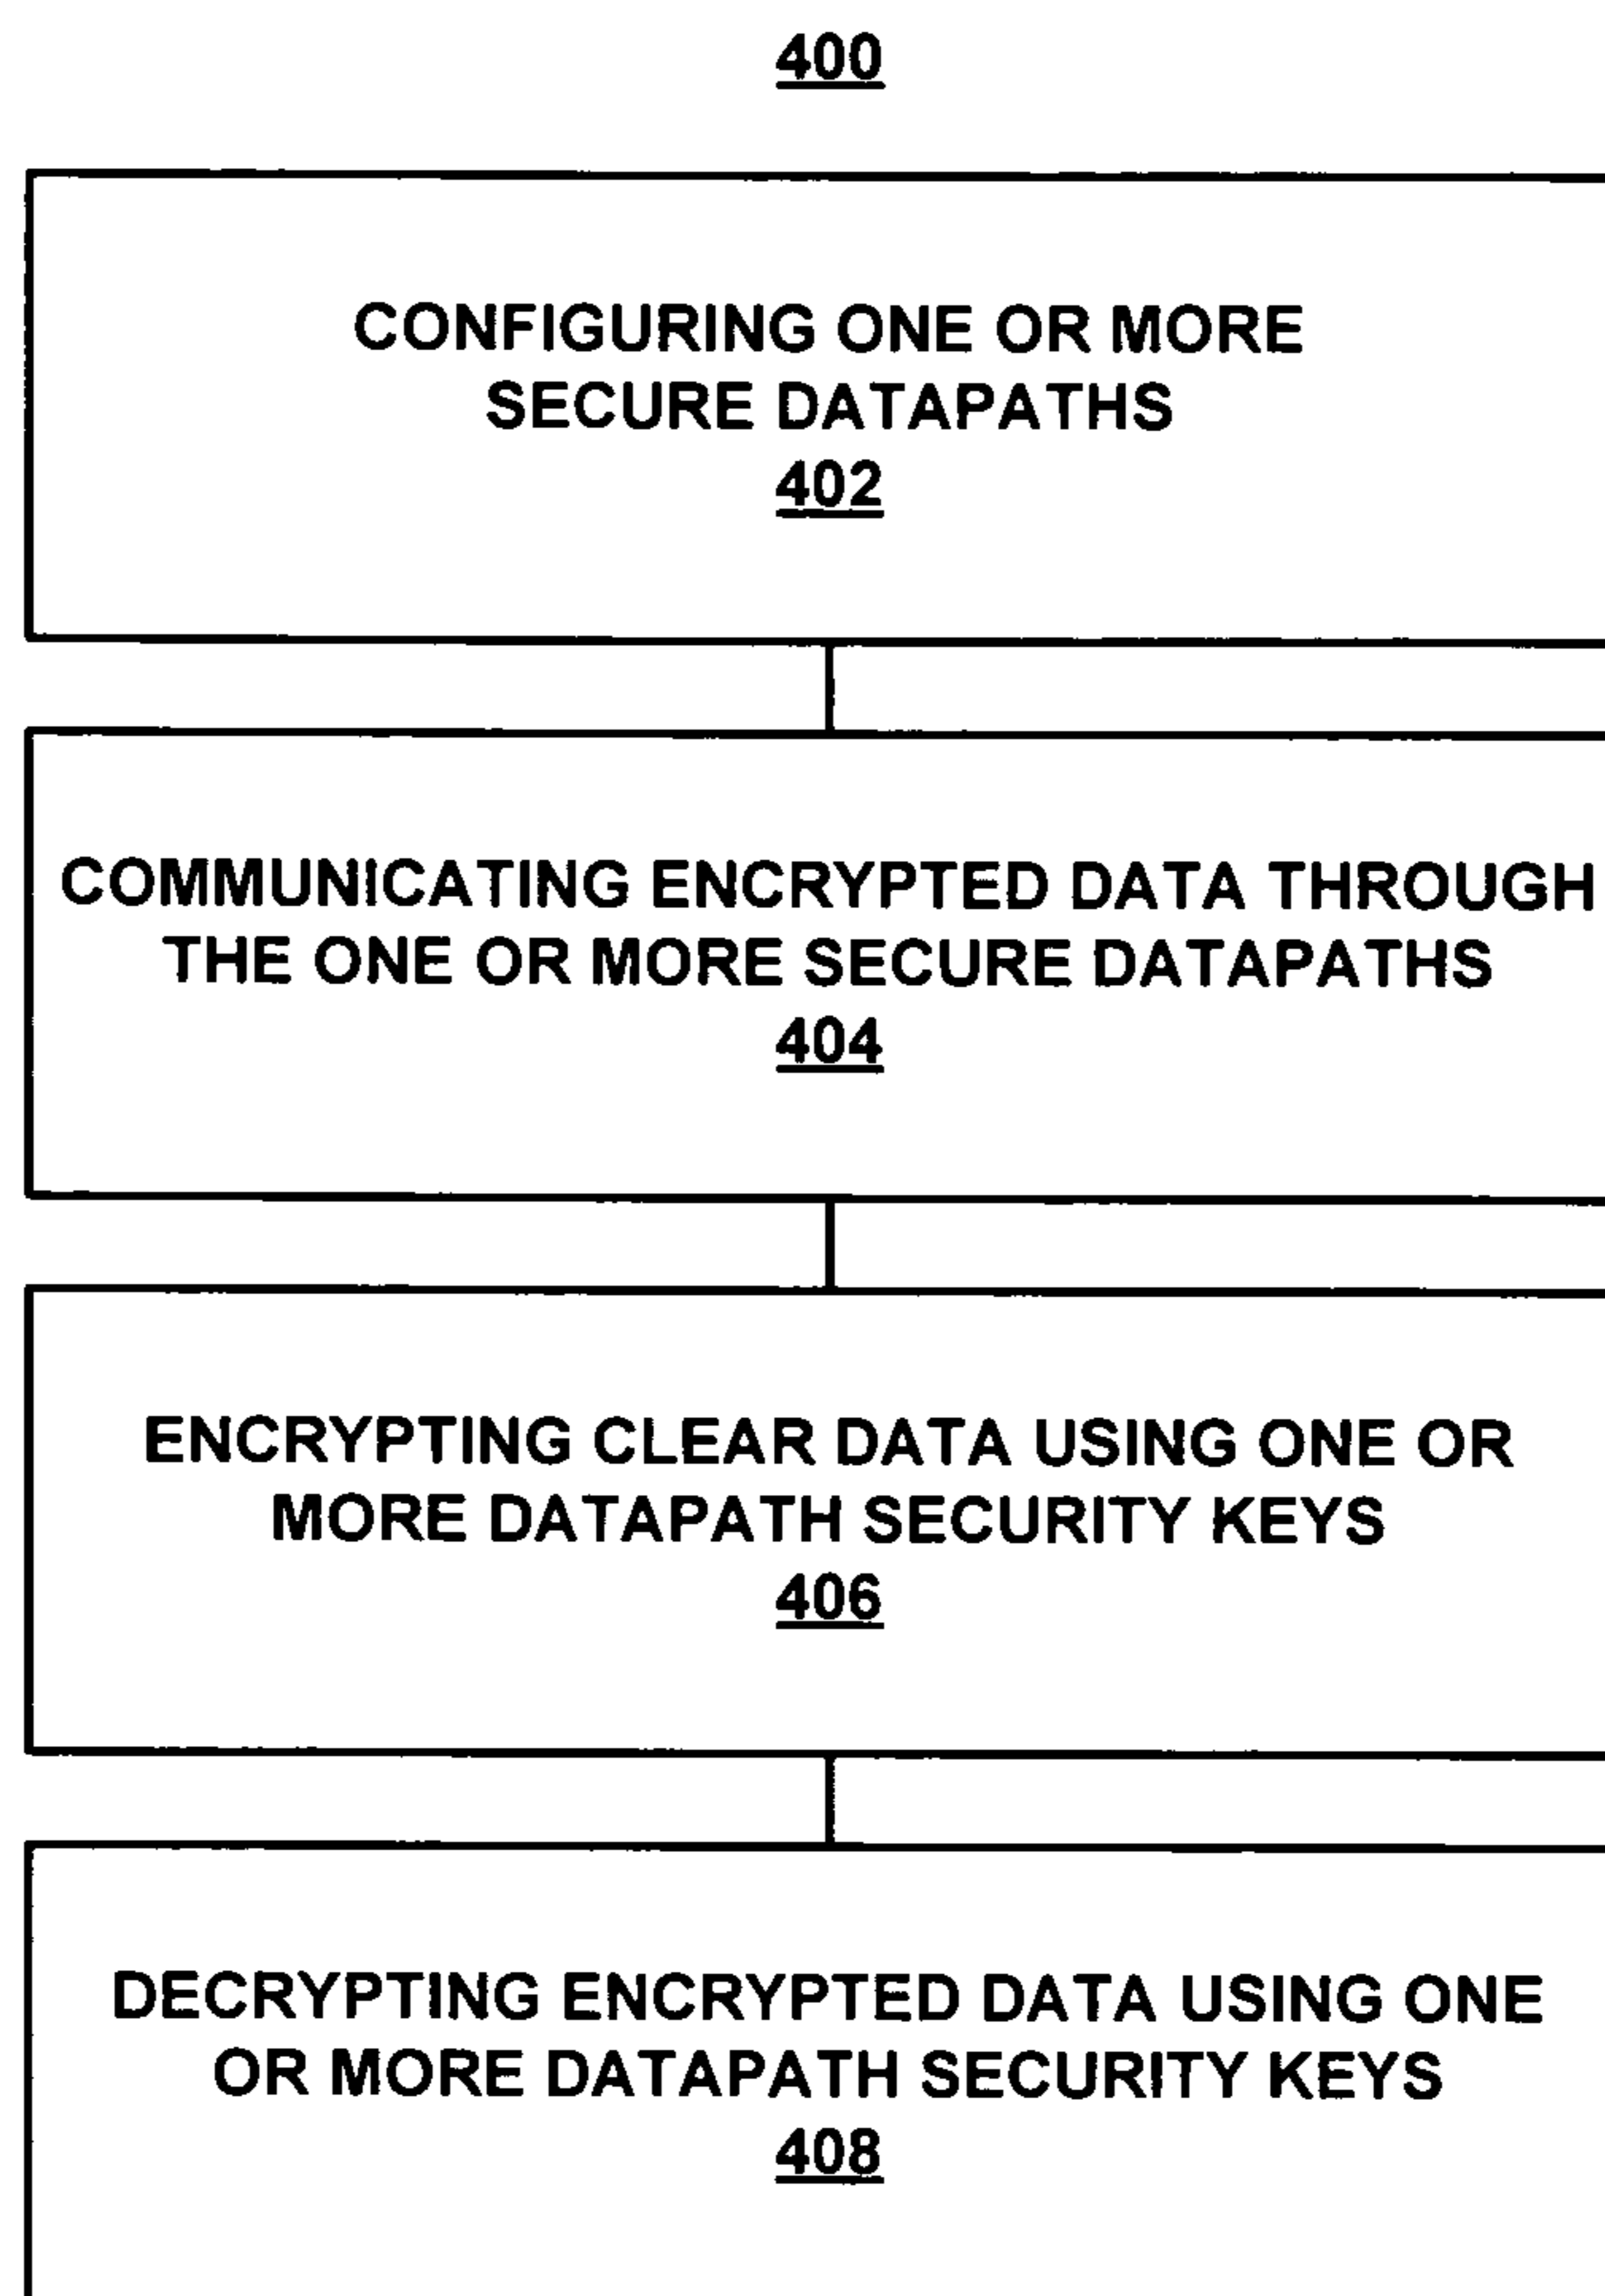 400
CONFIGURING ONE OR MORE
SECURE DATAPATHS
402
COMMUNICATING ENCRYPTED DATA THROUGH
THE ONE OR MORE SECURE DATAPATHS
404
ENCRYPTING CLEAR DATA USING ONE OR
MORE DATAPATH SECURITY KEYS
406
DECRYPTING ENCRYPTED DATA USING ONE
OR MORE DATAPATH SECURITY KEYS
408